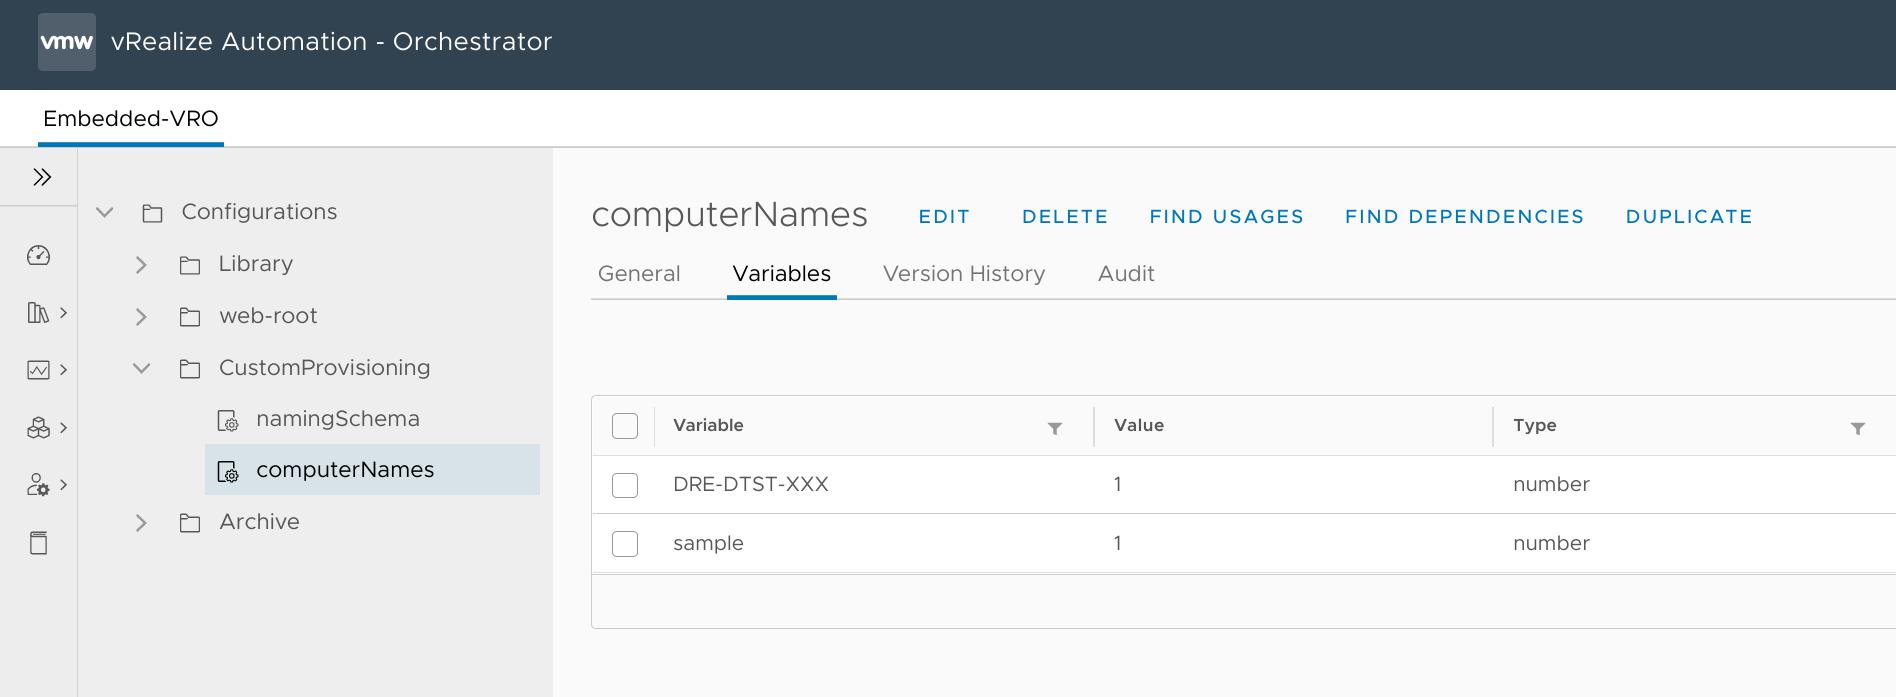 vmw vRealize Automation - Orchestrator
Embedded-VRO
Configurations
Library
web-root
CustomProvisioning
namingSchema
computerNames
Archive
computerNames EDIT DELETE FIND USAGES FIND DEPENDENCIES DUPLICATE
General Variables Version History Audit
Variable Value Type
DRE-DTST-XXX 1 number
sample 1 number